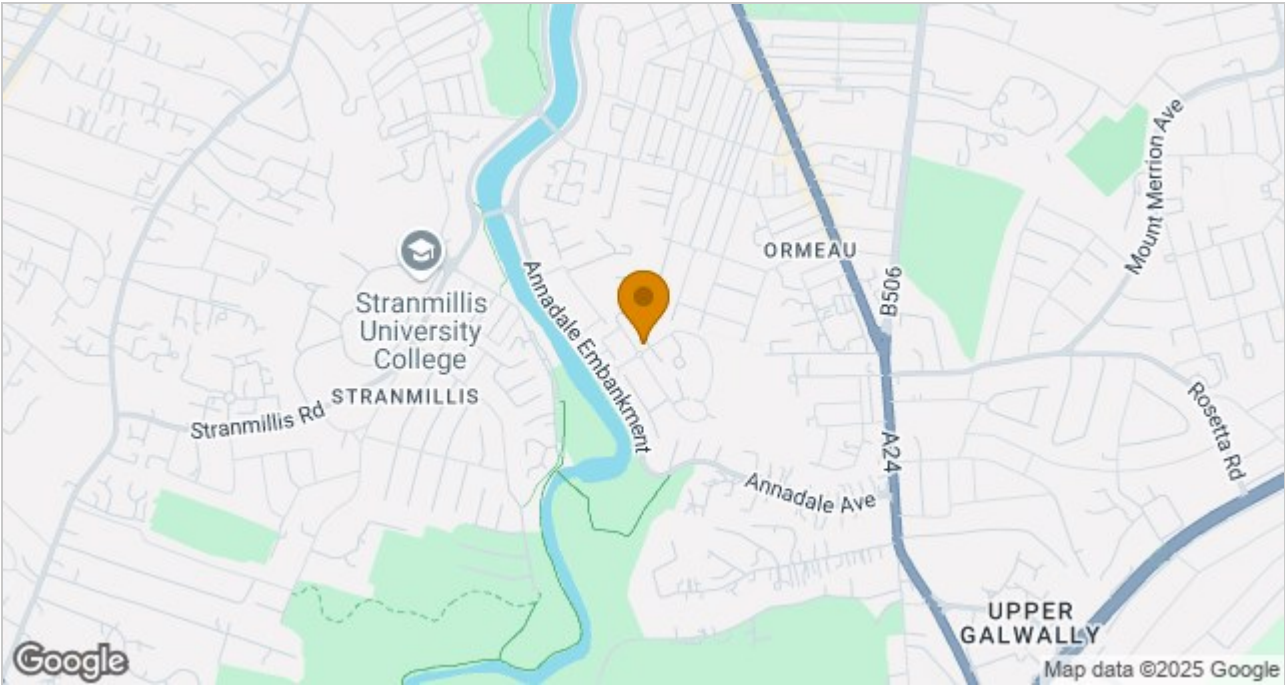 Mount Merrion Ave
ORMEAU
Annadale Embankment
B506
Stranmillis
University
College
STRANMILLIS
Stranmillis Rd
Rosetta Rd
A24
Annadale Ave
UPPER
GALWALLY
Google
Map data ©2025 Google